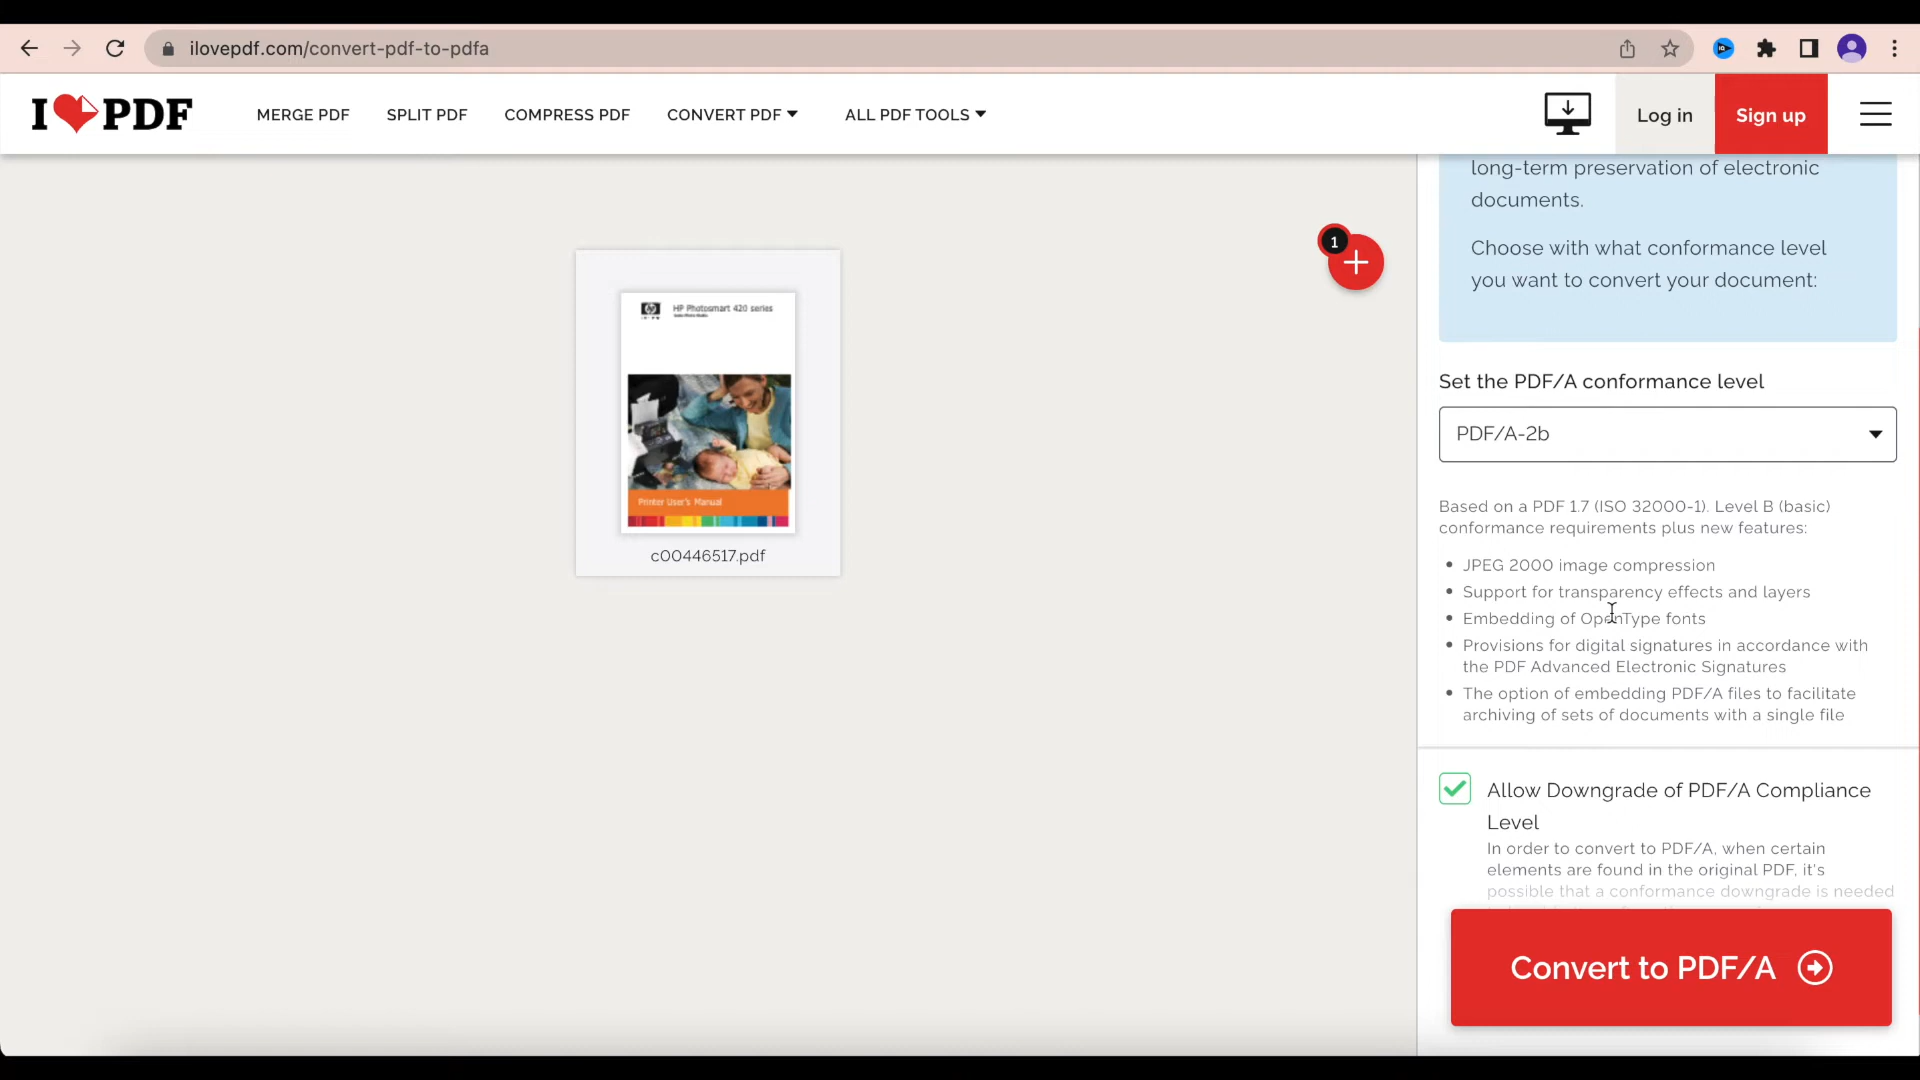 ilovepdf.com/convert-pdf-to-pdfa
I PDF
MERGE PDF
SPLIT PDF
COMPRESS PDF
CONVERT PDF
ALL PDF TOOLS
Log in
Sign up
long-term preservation of electronic
documents.
Choose with what conformance level
you want to convert your document:
1
HP Photosmart 420 series
Printer User's Manual
c00446517.pdf
Set the PDF/A conformance level
PDF/A-2b
Based on a PDF 1.7 (ISO 32000-1). Level B (basic)
conformance requirements plus new features:
JPEG 2000 image compression
Support for transparency effects and layers
Embedding of OpenType fonts
Provisions for digital signatures in accordance with
the PDF Advanced Electronic Signatures
The option of embedding PDF/A files to facilitate
archiving of sets of documents with a single file
Allow Downgrade of PDF/A Compliance
Level
In order to convert to PDF/A, when certain
elements are found in the original PDF, it's
possible that a conformance downgrade is needed
Convert to PDF/A